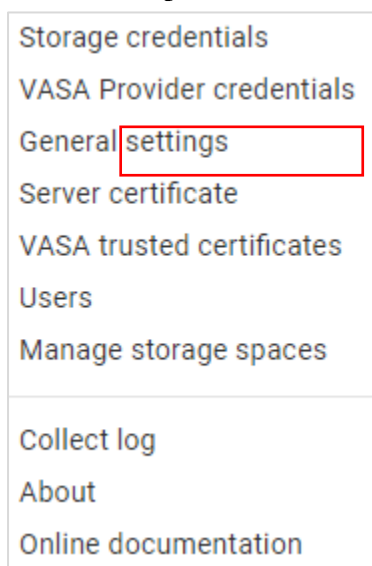 Storage credentials
VASA Provider credentials
General settings
Server certificate
VASA trusted certificates
Users
Manage storage spaces
Collect log
About
Online documentation